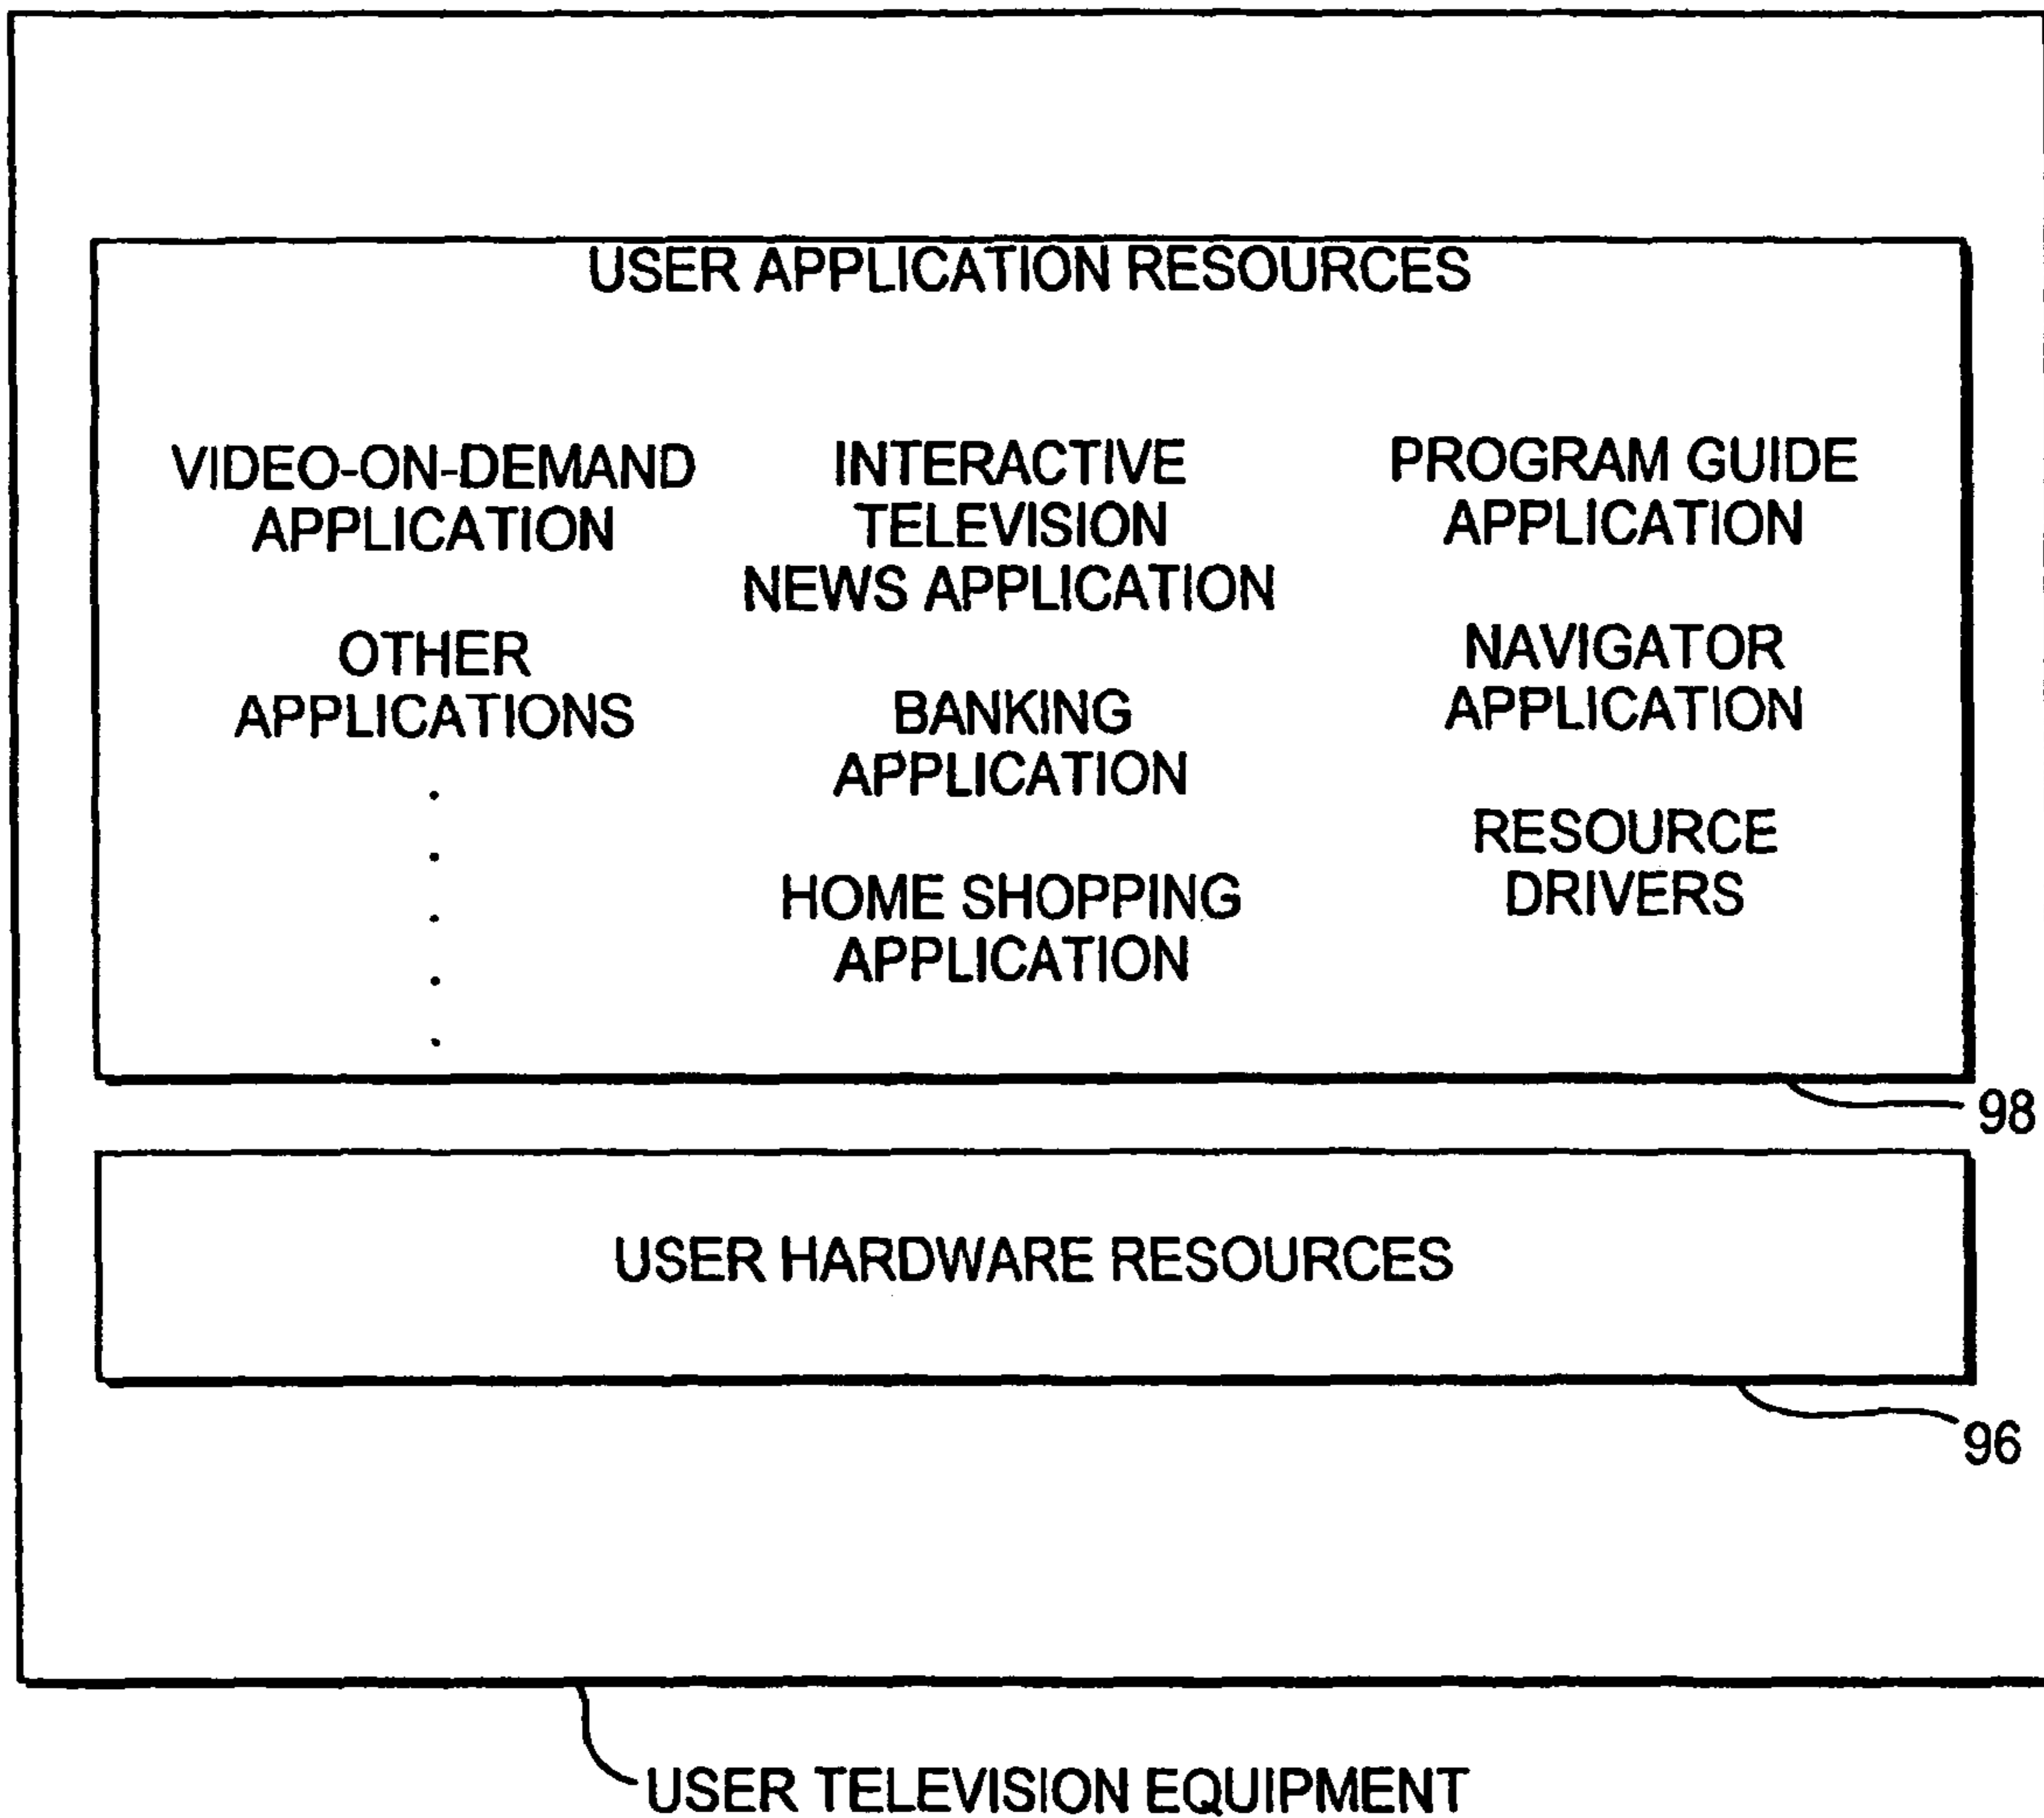 USER APPLICATION RESOURCES
VIDEO-ON-DEMAND
APPLICATION
OTHER
APPLICATIONS
.
.
.
.
.
INTERACTIVE
TELEVISION
NEWS APPLICATION
BANKING
APPLICATION
HOME SHOPPING
APPLICATION
PROGRAM GUIDE
APPLICATION
NAVIGATOR
APPLICATION
RESOURCE
DRIVERS
98
USER HARDWARE RESOURCES
96
USER TELEVISION EQUIPMENT